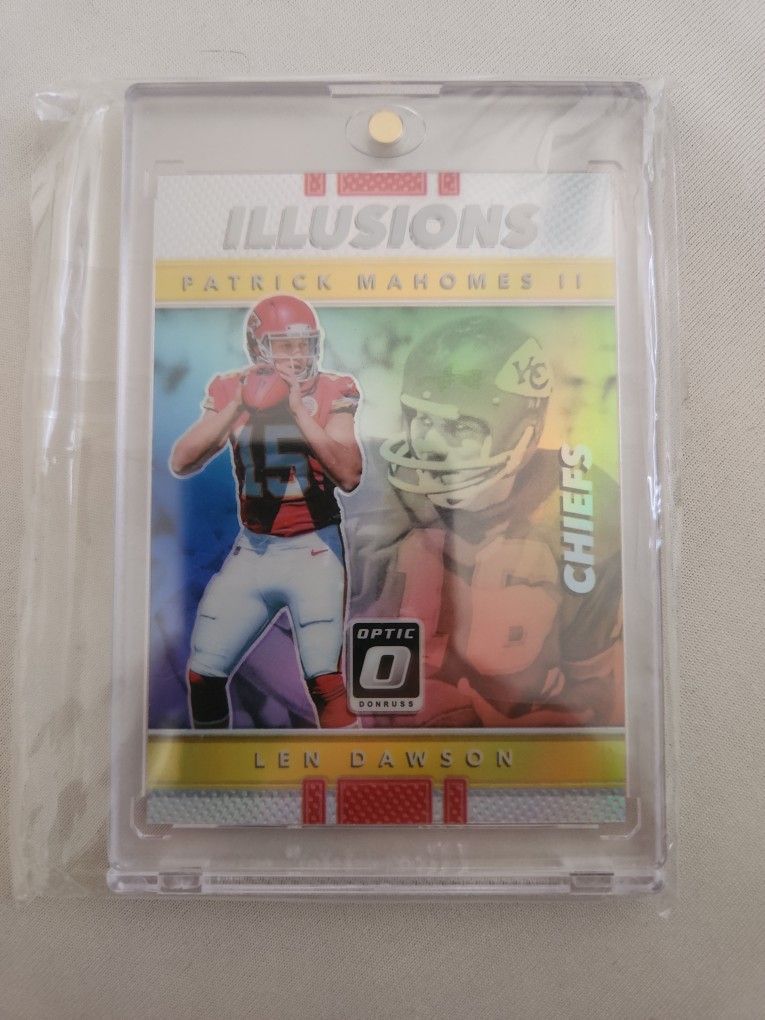 ILLUSIONS
PATRICK MAHOMES II
KC
15
CHIEFS
16
OPTIC
O
DONRUSS
LEN DAWSON